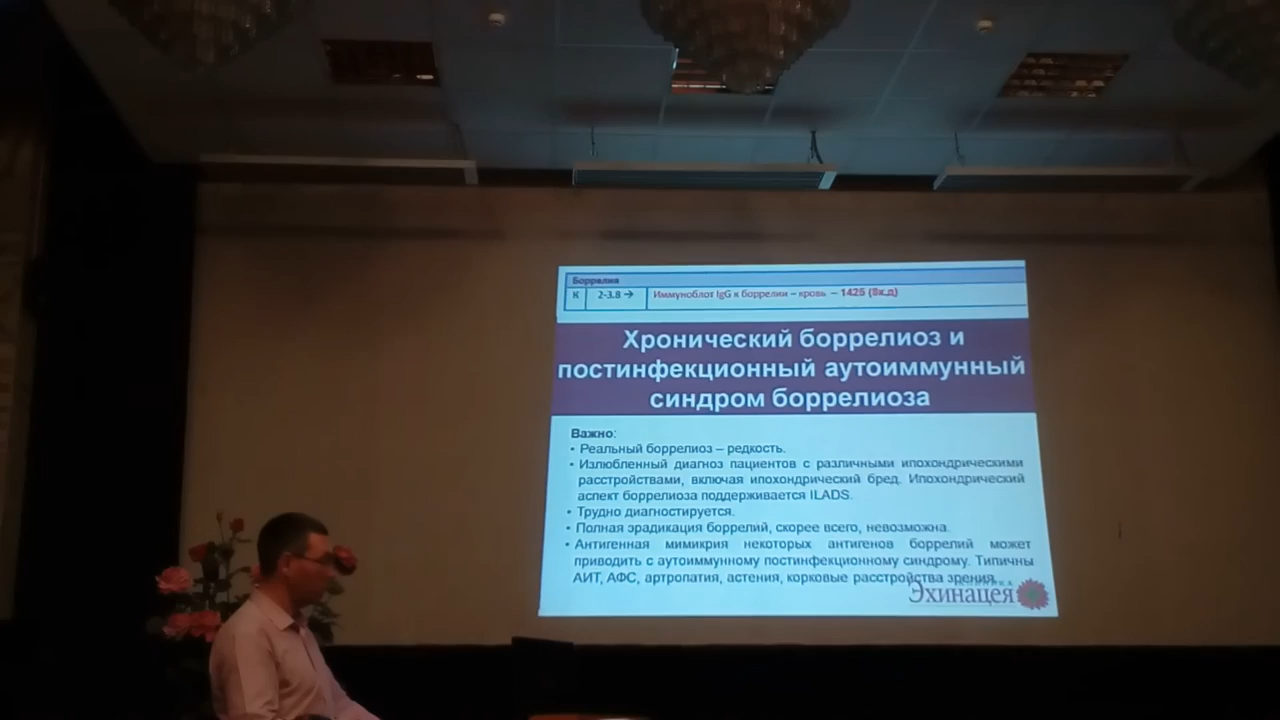 Боррелия
К 2-3.8 → Иммуноблот IgG к боррелии – кровь – 1425 (8к.д)
Хронический боррелиоз и
постинфекционный аутоиммунный
синдром боррелиоза
Важно:
• Реальный боррелиоз – редкость.
• Излюбленный диагноз пациентов с различными ипохондрическими
расстройствами, включая ипохондрический бред. Ипохондрический
аспект боррелиоза поддерживается ILADS.
• Трудно диагностируется.
• Полная эрадикация боррелий, скорее всего, невозможна.
• Антигенная мимикрия некоторых антигенов боррелий может
приводить с аутоиммунному постинфекционному синдрому. Типичны
АИТ, АФС, артропатия, астения, корковые расстройства зрения.
Эхинацея